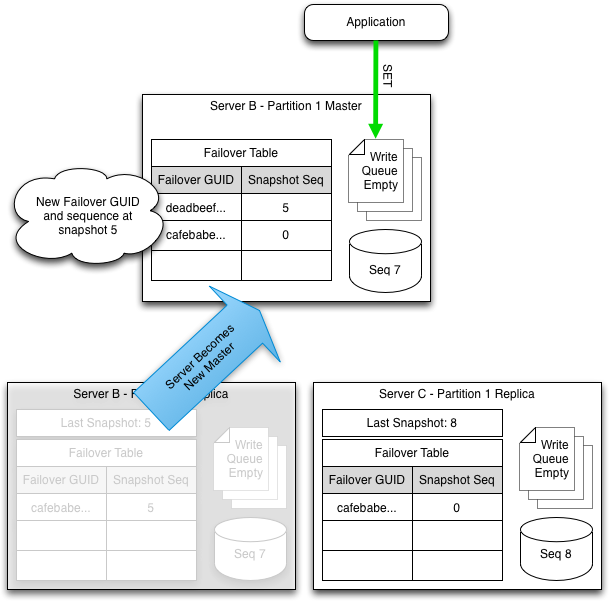 Application
SET
Server B - Partition 1 Master
Failover Table
Failover GUID Snapshot Seq
deadbeef... 5
cafebabe... 0
Write
Queue
Empty
Seq 7
New Failover GUID
and sequence at
snapshot 5
Server Becomes
New Master
Server B - P plica
Last Snapshot: 5
Failover Table
Failover GUID Snapshot Seq
cafebabe... 5
Write
Queue
Empty
Seq 7
Server C - Partition 1 Replica
Last Snapshot: 8
Failover Table
Failover GUID Snapshot Seq
cafebabe... 0
Write
Queue
Empty
Seq 8